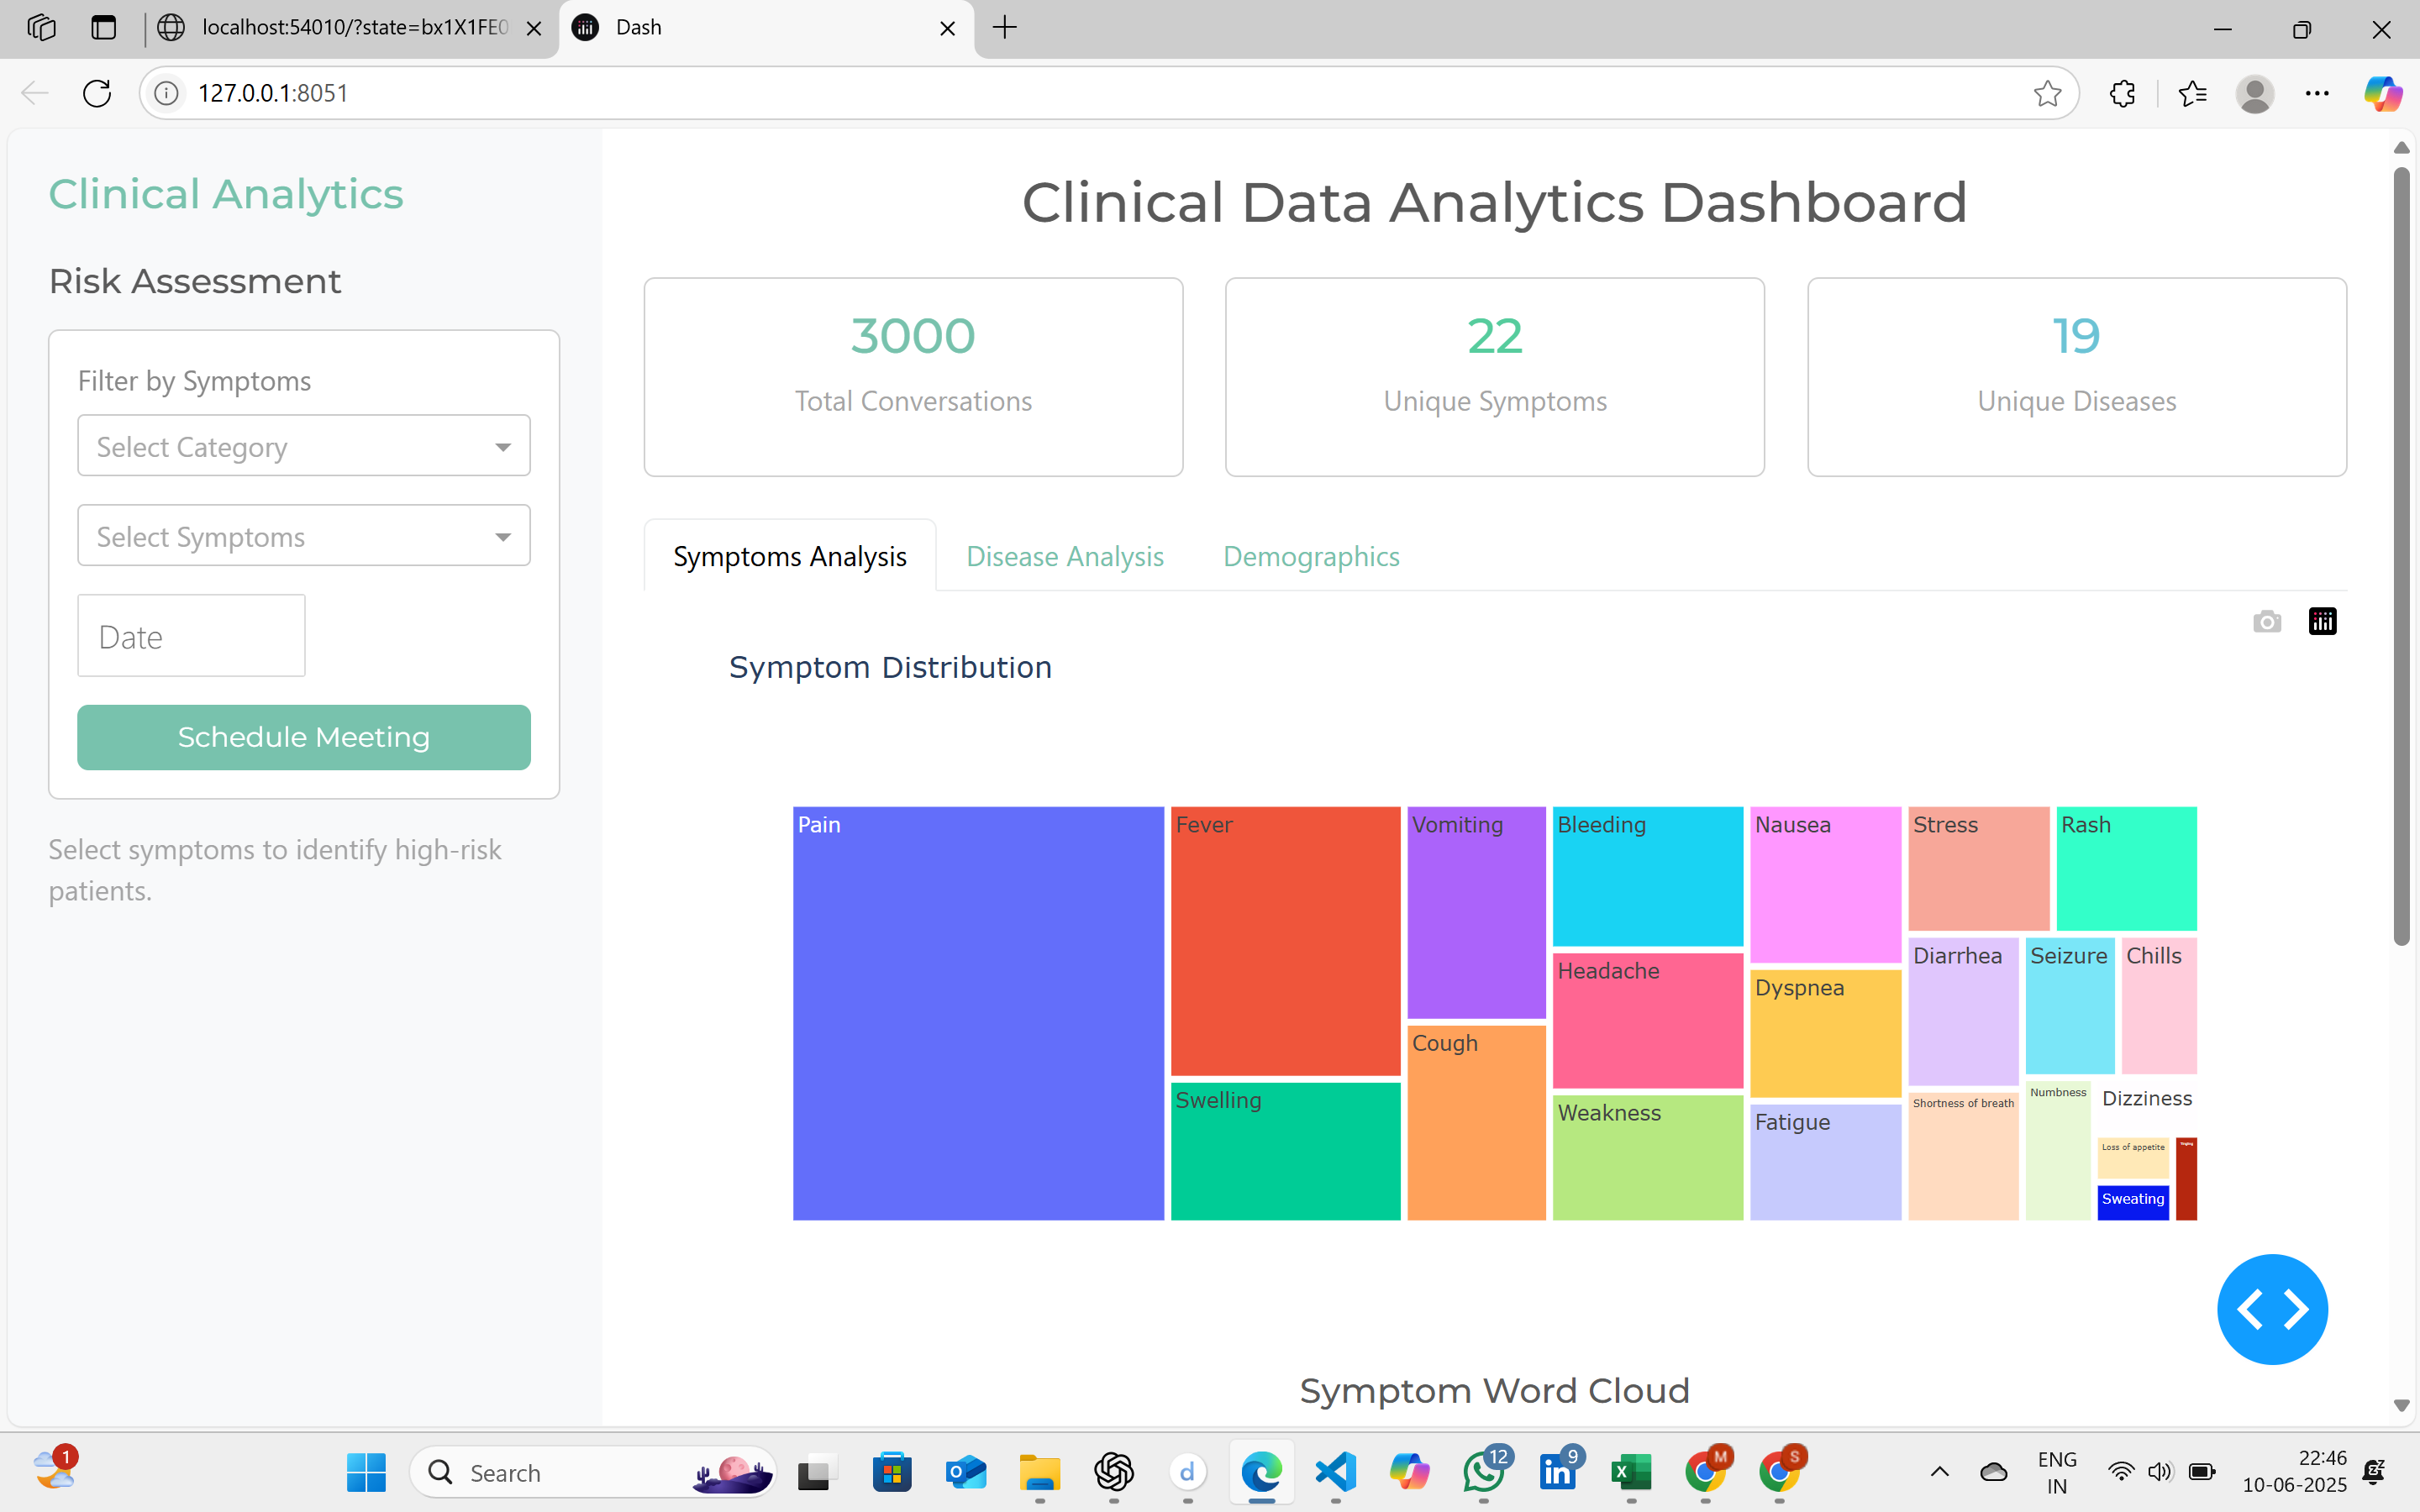 localhost:54010/?state=bx1X1FE0
Dash
127.0.0.1:8051
Clinical Analytics
Risk Assessment
Filter by Symptoms
Select Category
Select Symptoms
Date
Schedule Meeting
Select symptoms to identify high-risk
patients.
Clinical Data Analytics Dashboard
3000
Total Conversations
22
Unique Symptoms
19
Unique Diseases
Symptoms Analysis
Disease Analysis
Demographics
Symptom Distribution
Pain
Fever
Swelling
Vomiting
Cough
Bleeding
Headache
Weakness
Nausea
Dyspnea
Fatigue
Stress
Rash
Diarrhea
Seizure
Chills
Shortness of breath
Numbness
Dizziness
Loss of appetite
Sweating
Symptom Word Cloud
1
Search
d
12
9
M
S
ENG
IN
22:46
10-06-2025